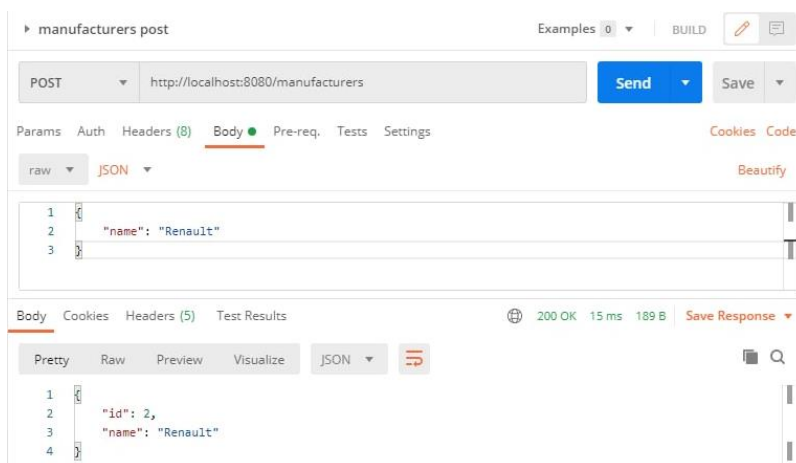 manufacturers post Examples 0 BUILD
POST http://localhost:8080/manufacturers Send Save
Params Auth Headers (8) Body Pre-req. Tests Settings Cookies Code
raw JSON Beautify
1 {
2 "name": "Renault"
3 }
Body Cookies Headers (5) Test Results 200 OK 15 ms 189 B Save Response
Pretty Raw Preview Visualize JSON
1 {
2 "id": 2,
3 "name": "Renault"
4 }